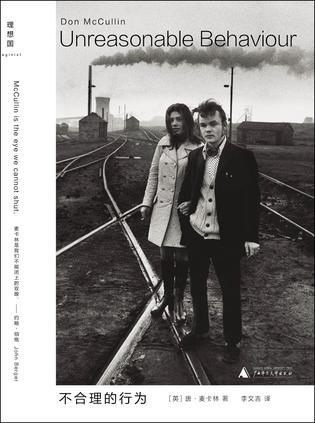 理想国
aginist
McCullin is the eye we cannot shut.
麦卡林是我们不能闭上的双眼。——约翰·伯格 John Berger
Don McCullin
Unreasonable Behaviour
广西师范大学出版社
不合理的行为
[英] 唐·麦卡林 著 李文吉 译